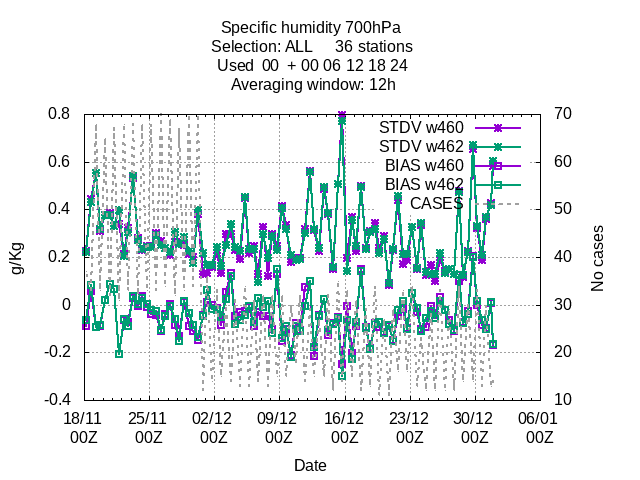 Specific humidity 700hPa
Selection: ALL 36 stations
Used 00 + 00 06 12 18 24
Averaging window: 12h
0.8 70
STDV w460
STDV w462
0.6 60
BIAS w460
BIAS w462
CASES
0.4 50
0.2 40
g/Kg
No cases
0 30
-0.2 20
-0.4 10
18/11 25/11 02/12 09/12 16/12 23/12 30/12 06/01
00Z 00Z 00Z 00Z 00Z 00Z 00Z 00Z
Date